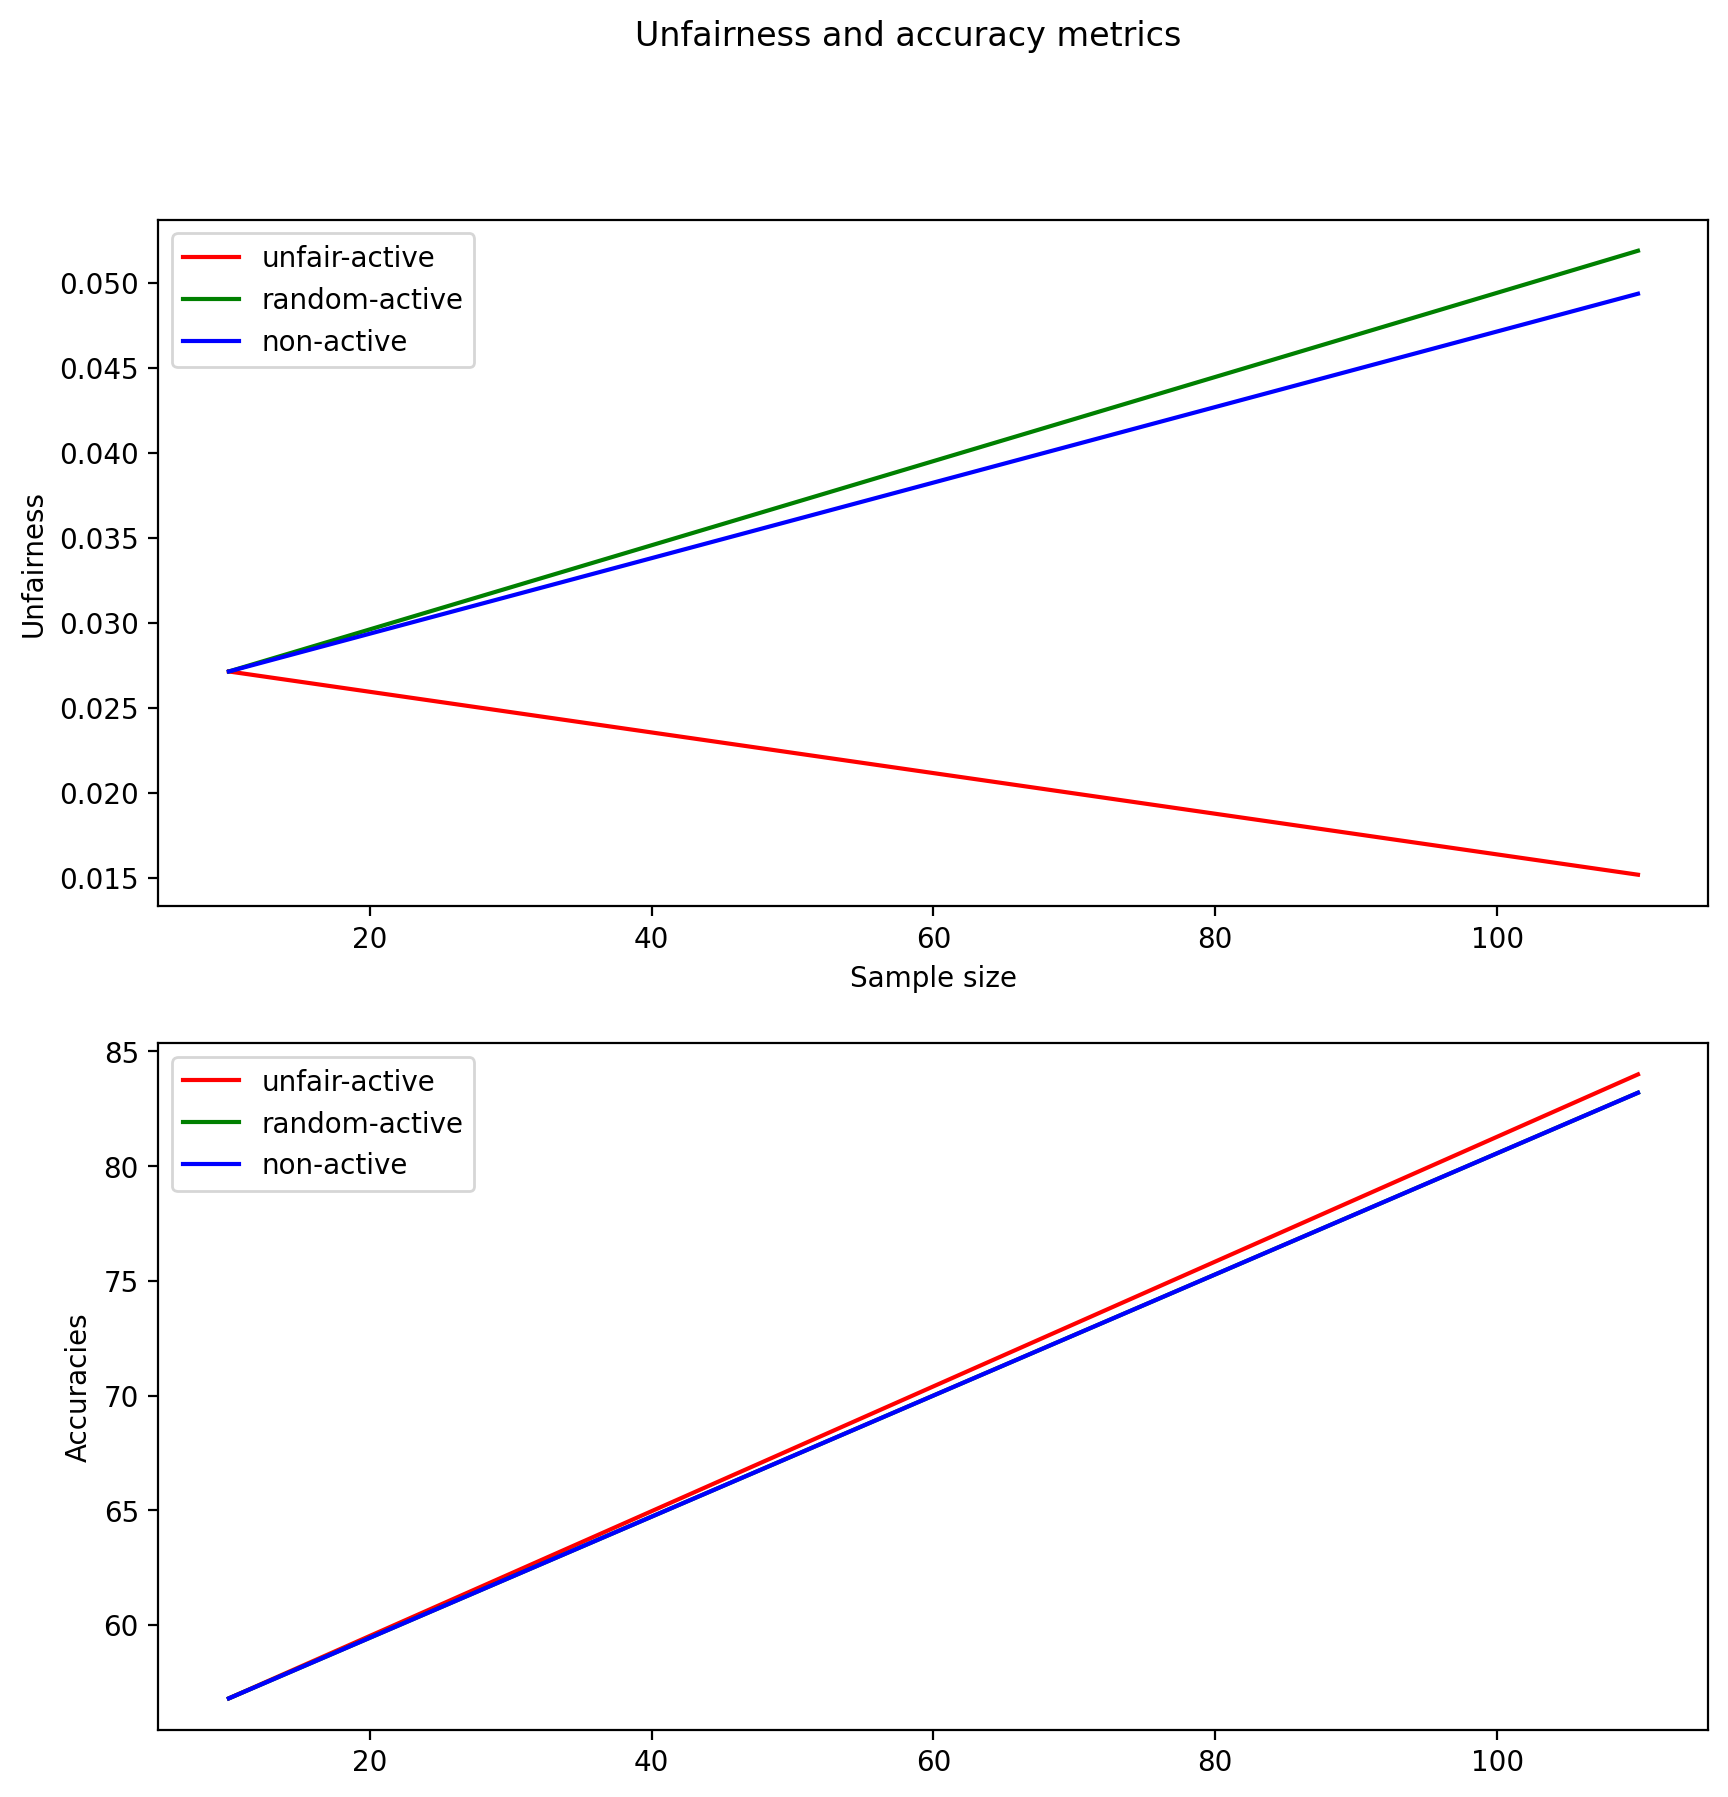 Unfairness and accuracy metrics
unfair-active
random-active
non-active
0.050
0.045
0.040
0.035
0.030
0.025
0.020
0.015
Unfairness
20 40 60 80 100
Sample size
unfair-active
random-active
non-active
85
80
75
70
65
60
Accuracies
20 40 60 80 100